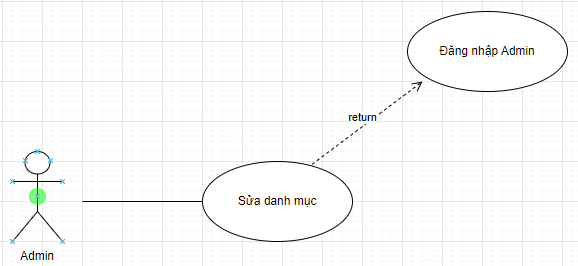 Đăng nhập Admin
return
Sửa danh mục
Admin